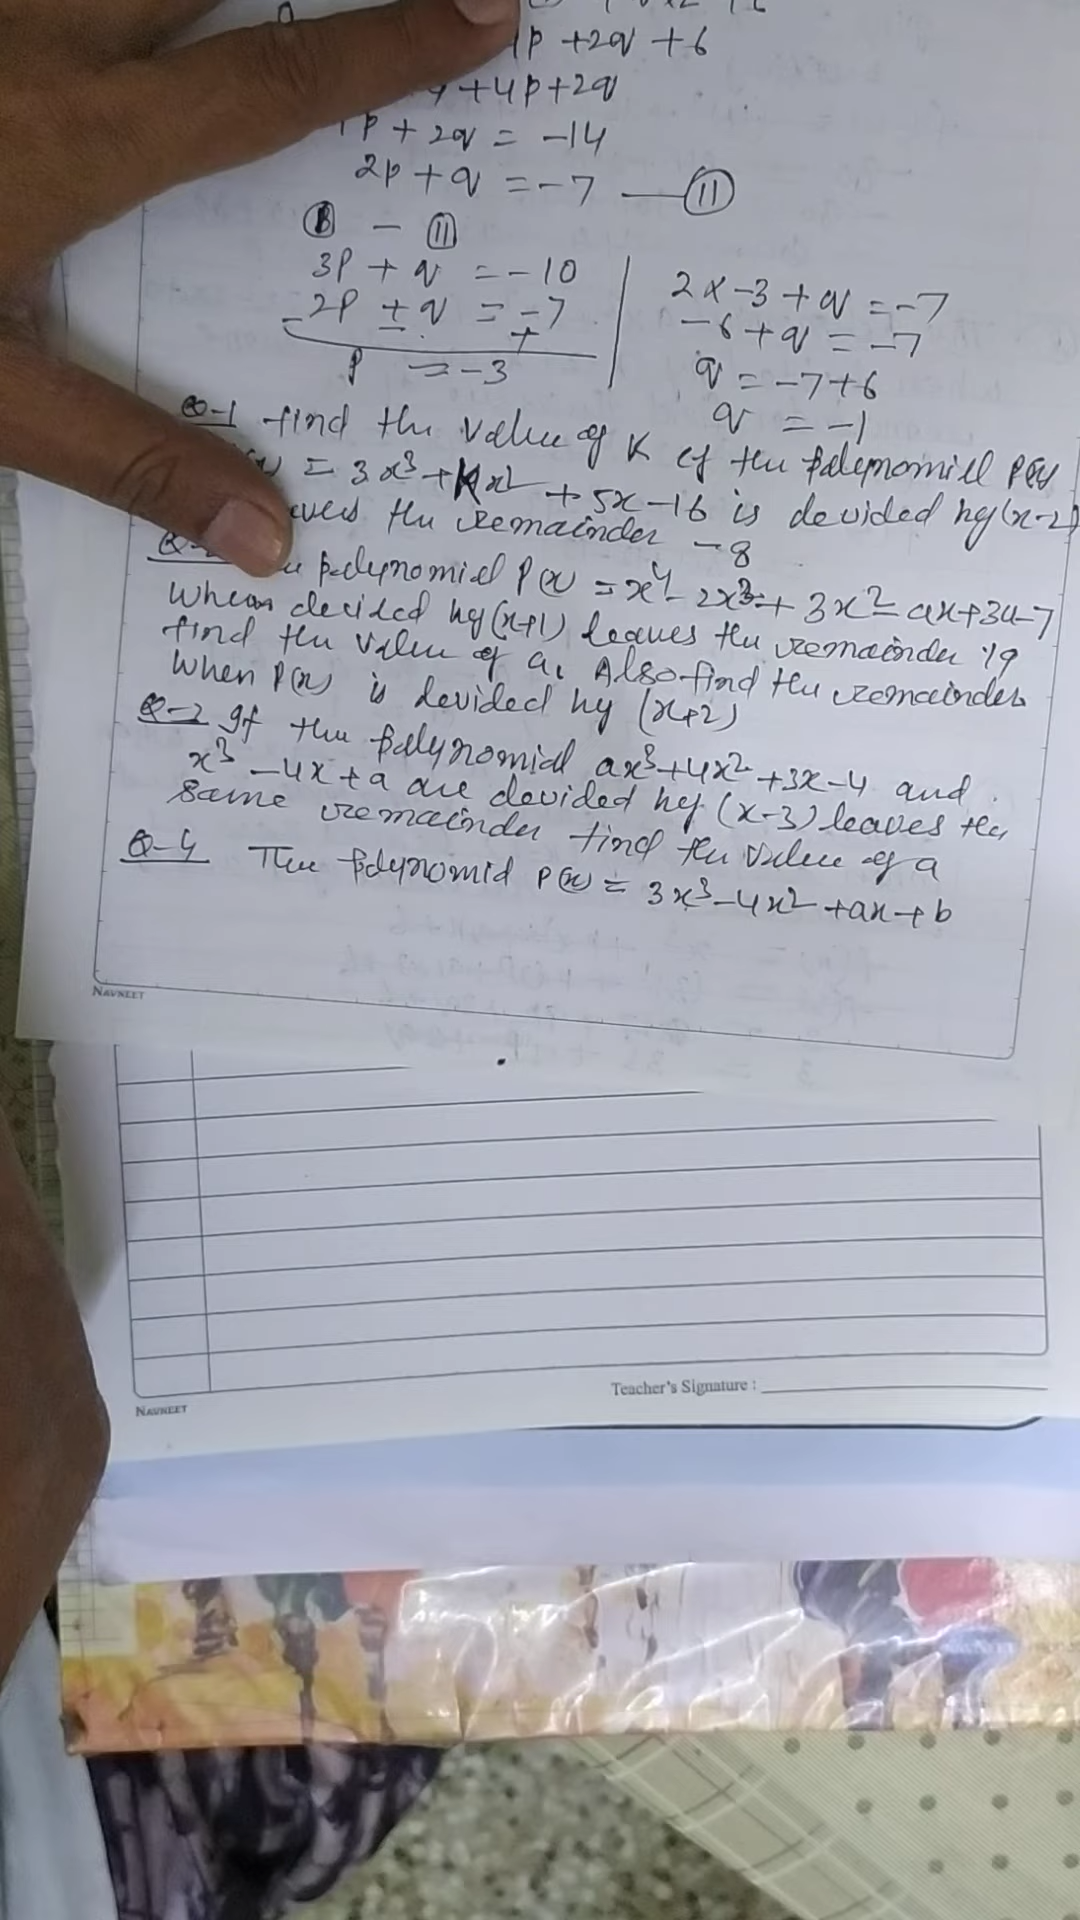 p + 2q + 6
+ 4p + 2q
p + 2q = -14
2p + q = -7 —(11)
- (11)
3p + q = -10
-2p ± q = -7
p = -3
2x-3 + q = -7
-6 + q = -7
q = -7+6
q = -1
Q-1 find the value of K if the polynomial P(x)
= 3x³ + Kx² + 5x - 16 is devided by (x-2)
the remainder -8
polynomial P(x) = x⁴ - 2x³ + 3x² - ax + 3a - 7
When decided by (x+1) leaves the remainder 19
find the value of a. Also find the remainder
When P(x) is devided by (x+2)
Q-2 If the polynomial ax³ + 4x² + 3x - 4 and
x³ - 4x + a are devided by (x-3) leaves the
same remainder find the value of a
Q-4 The polynomial P(x) = 3x³ - 4x² + ax + b
NAVNEET
Teacher's Signature :
NAVNEET